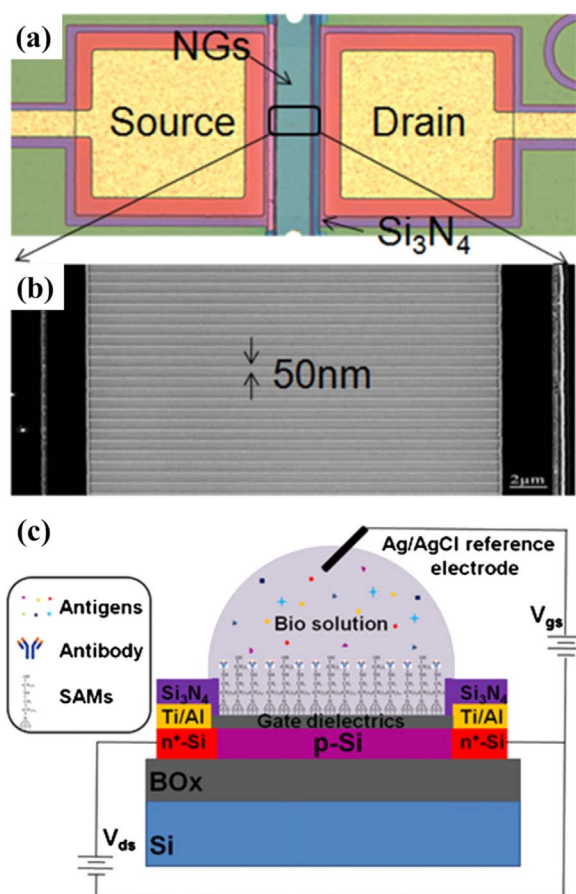 (a)
NGs
Source
Drain
Si3N4
(b)
50nm
2μm
(c)
Ag/AgCl reference
electrode
Antigens
Antibody
SAMs
Bio solution
Vgs
Si3N4
Si3N4
Ti/Al
Gate dielectrics
Ti/Al
n+-Si
p-Si
n+-Si
BOx
Vds
Si